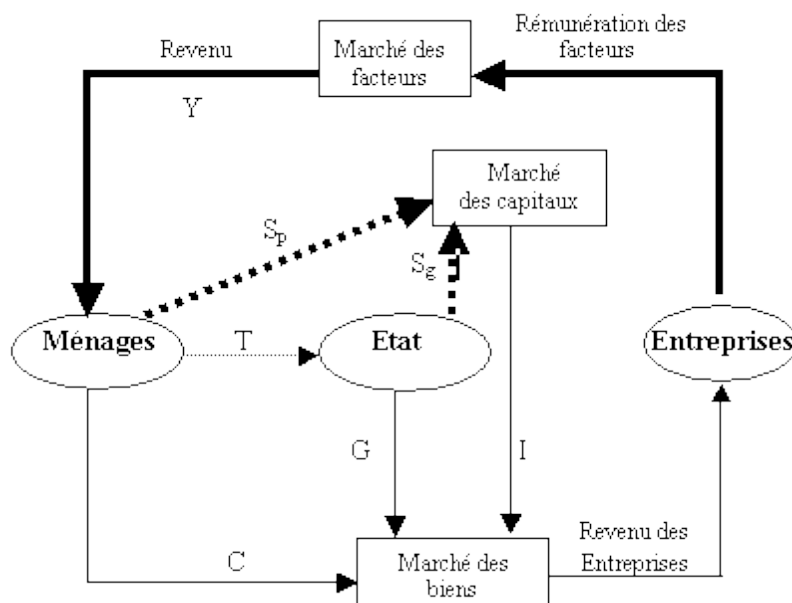 Revenu
Marché des
facteurs
Rémunération des
facteurs
Y
Marché
des capitaux
Sp
Sg
Ménages
T
Etat
Entreprises
G
I
C
Marché des
biens
Revenu des
Entreprises